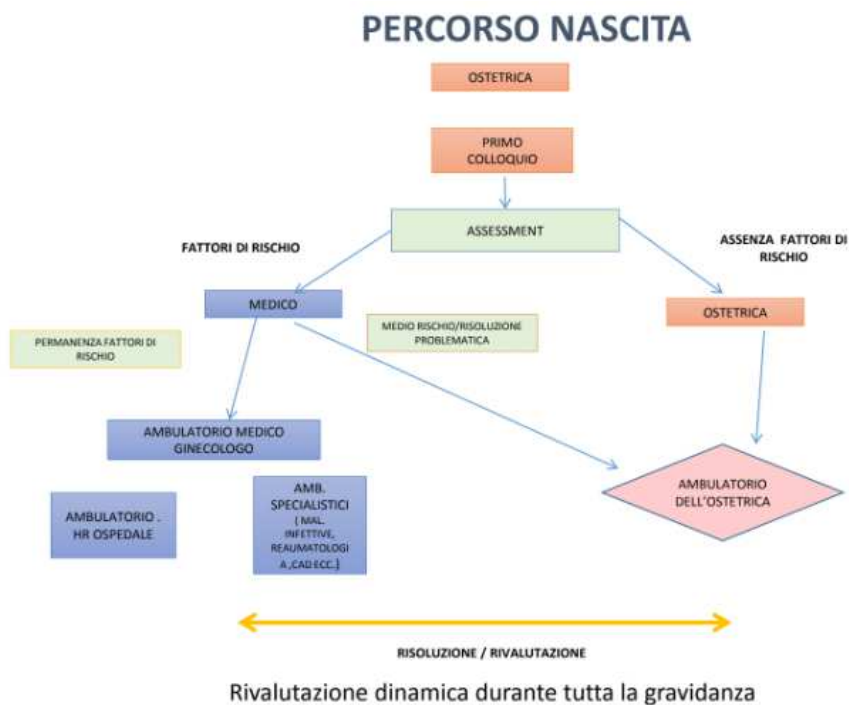 PERCORSO NASCITA
OSTETRICA
PRIMO
COLLOQUIO
ASSESSMENT
FATTORI DI RISCHIO
ASSENZA FATTORI DI
RISCHIO
MEDICO
OSTETRICA
PERMANENZA FATTORI DI
RISCHIO
MEDIO RISCHIO/RISOLUZIONE
PROBLEMATICA
AMBULATORIO MEDICO
GINECOLOGO
AMBULATORIO
DELL'OSTETRICA
AMBULATORIO .
HR OSPEDALE
AMB.
SPECIALISTICI
( MAL.
INFETTIVE,
REAUMATOLOGI
A ,CAD ECC.)
RISOLUZIONE / RIVALUTAZIONE
Rivalutazione dinamica durante tutta la gravidanza